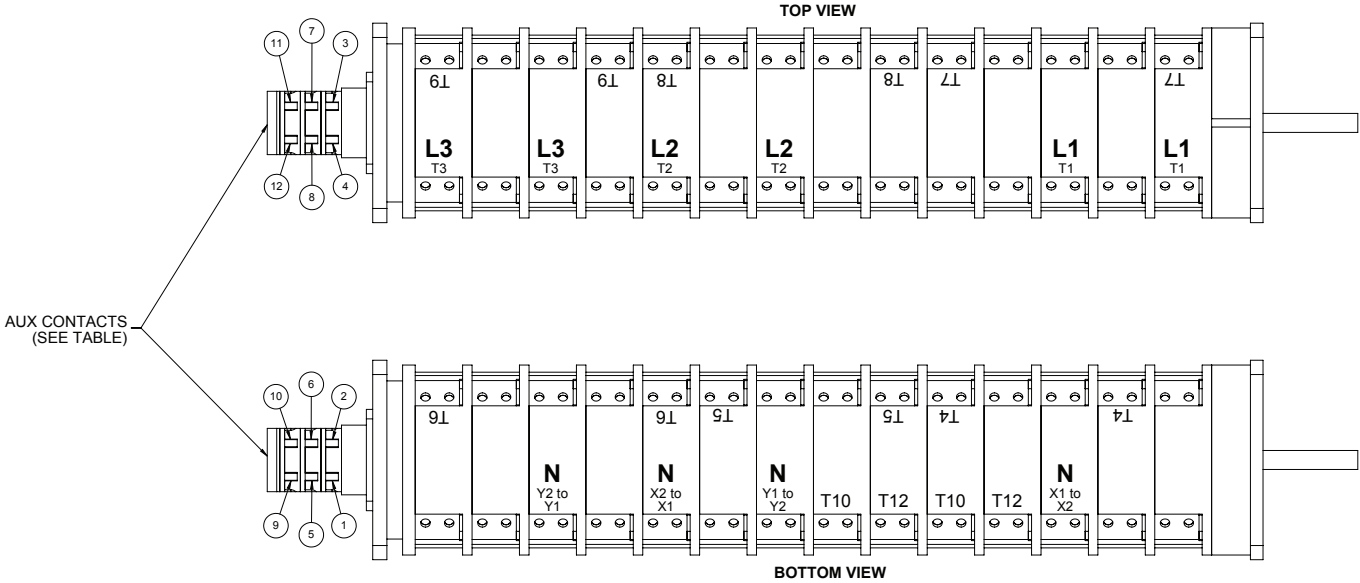 TOP VIEW
11
7
3
T9
T9
T8
T8
T7
T7
L3
T3
L3
T3
L2
T2
L2
T2
L1
T1
L1
T1
12
8
4
AUX CONTACTS
(SEE TABLE)
10
6
2
T6
T6
T5
T5
T4
T4
N
Y2 to
Y1
N
X2 to
X1
N
Y1 to
Y2
T10
T12
T10
T12
N
X1 to
X2
9
5
1
BOTTOM VIEW